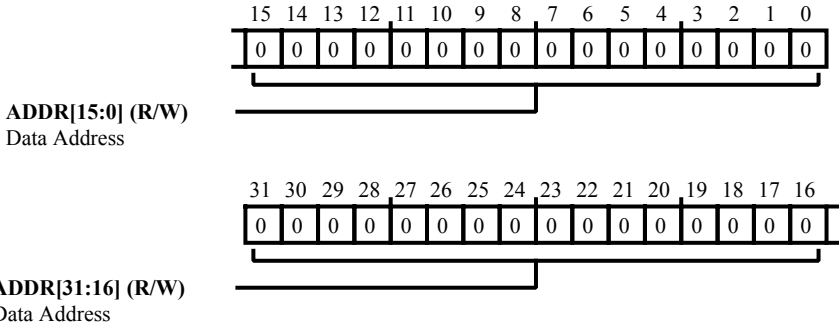 15 14 13 12 11 10 9 8 7 6 5 4 3 2 1 0
0 0 0 0 0 0 0 0 0 0 0 0 0 0 0 0
ADDR[15:0] (R/W)
Data Address
31 30 29 28 27 26 25 24 23 22 21 20 19 18 17 16
0 0 0 0 0 0 0 0 0 0 0 0 0 0 0 0
ADDR[31:16] (R/W)
Data Address